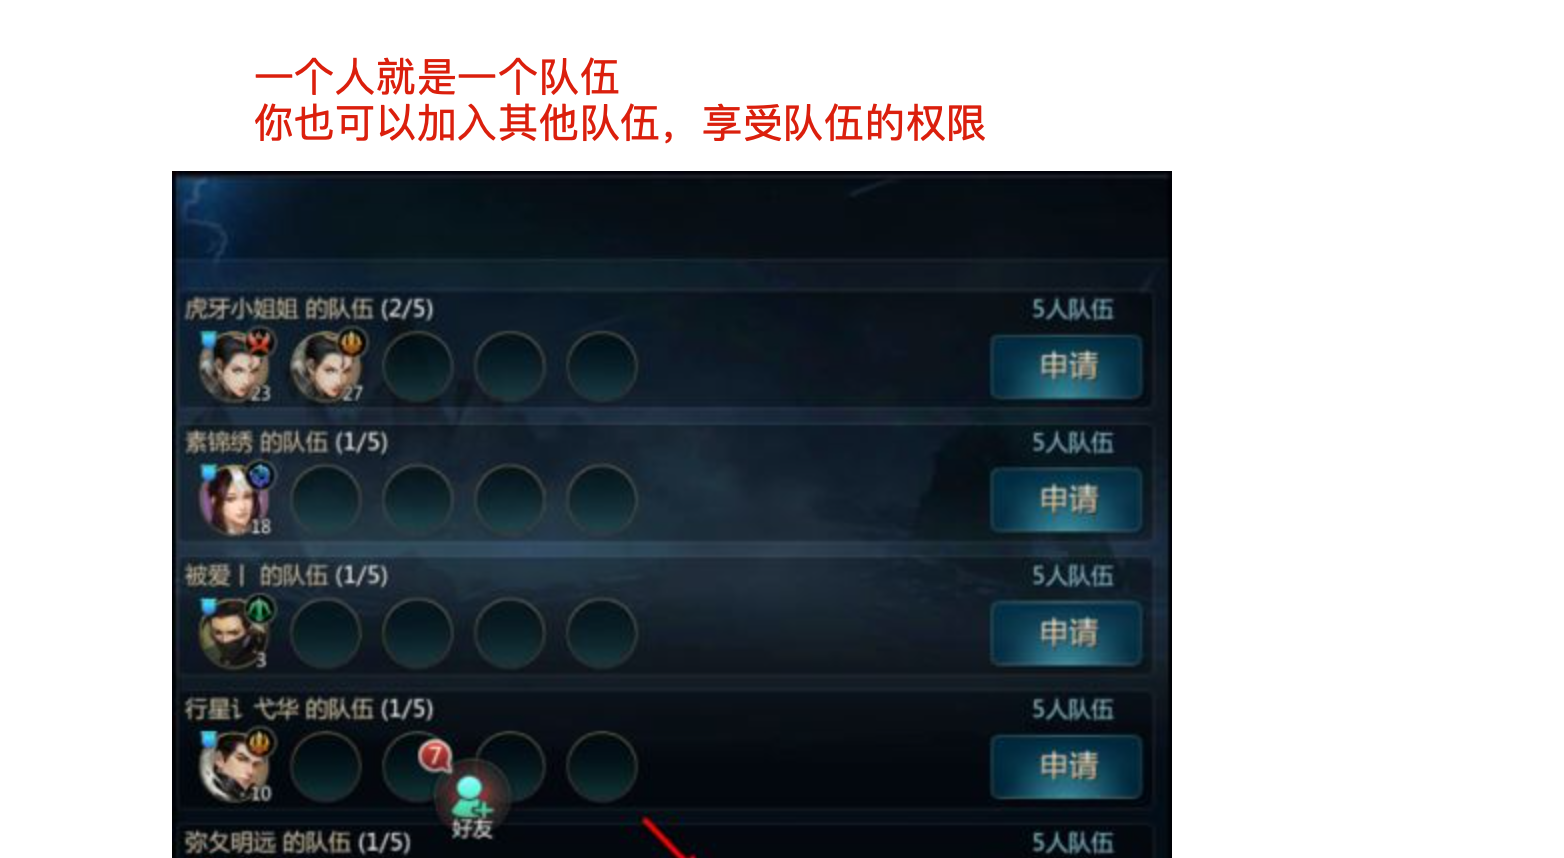 一个人就是一个队伍
你也可以加入其他队伍，享受队伍的权限
虎牙小姐姐 的队伍 (2/5)
5人队伍
23
27
申请
素锦绣 的队伍 (1/5)
5人队伍
18
申请
被爱丨 的队伍 (1/5)
5人队伍
3
申请
行星讠弋华 的队伍 (1/5)
5人队伍
10
7
好友
申请
弥攵明远 的队伍 (1/5)
5人队伍